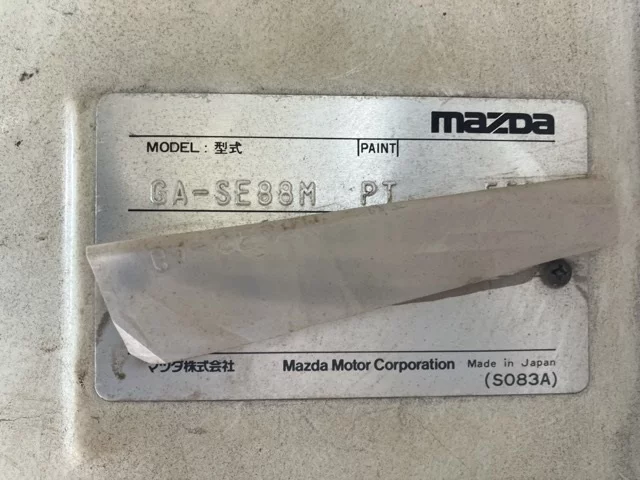 mazda
MODEL: 型式 PAINT
GA-SE88M PT
マツダ株式会社 Mazda Motor Corporation Made in Japan
(S083A)